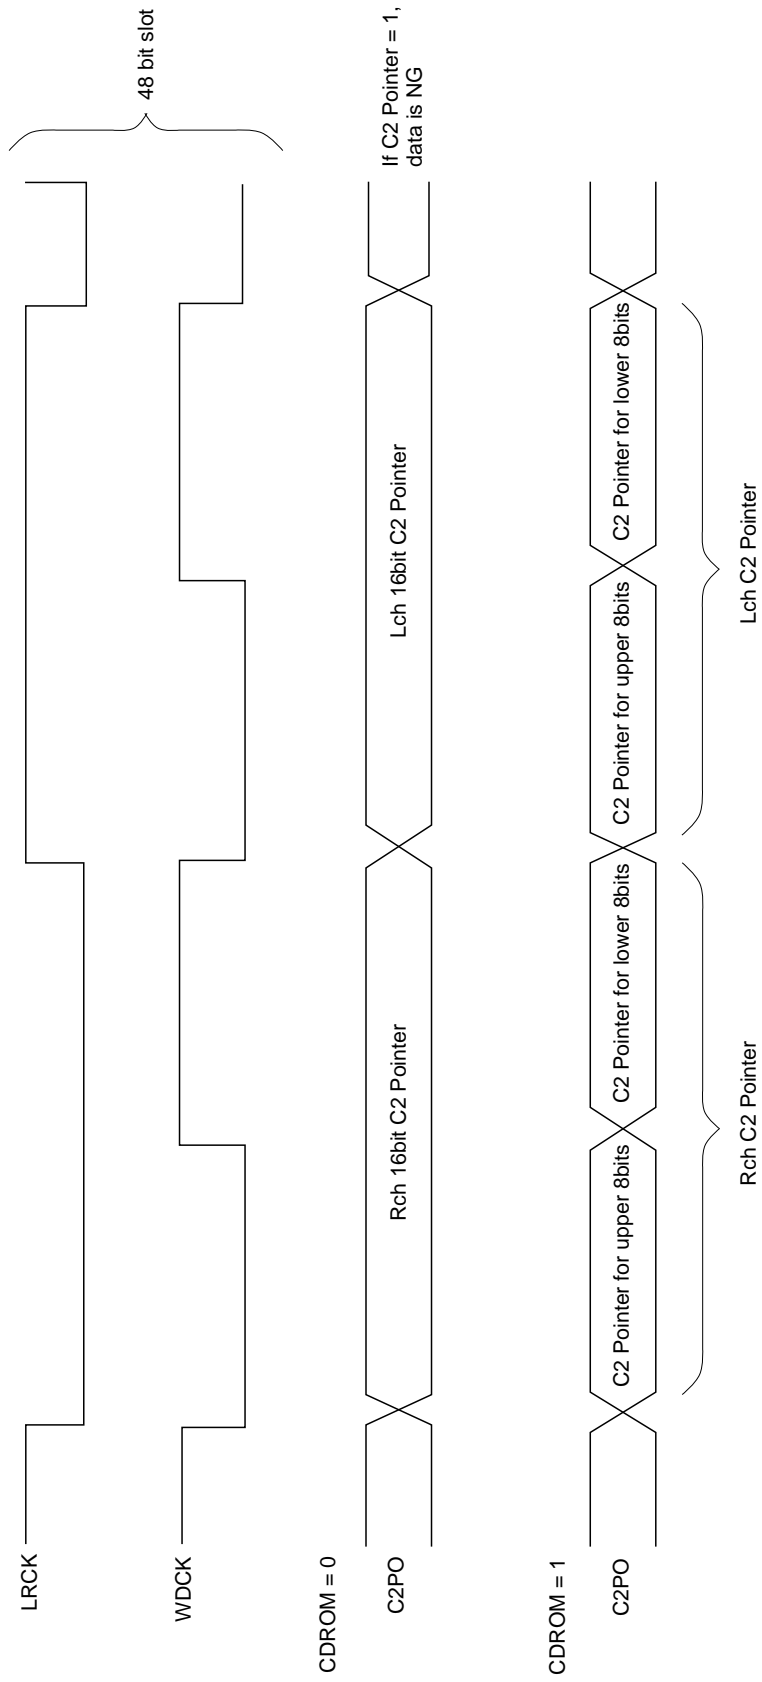 LRCK
WDCK
48 bit slot
CDROM = 0
C2PO
Rch 16bit C2 Pointer
Lch 16bit C2 Pointer
If C2 Pointer = 1,
data is NG
CDROM = 1
C2PO
C2 Pointer for upper 8bits
C2 Pointer for lower 8bits
C2 Pointer for upper 8bits
C2 Pointer for lower 8bits
Rch C2 Pointer
Lch C2 Pointer